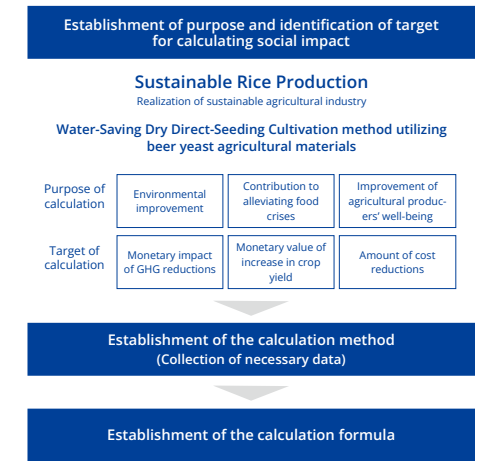 Establishment of purpose and identification of target
for calculating social impact
Sustainable Rice Production
Realization of sustainable agricultural industry
Water-Saving Dry Direct-Seeding Cultivation method utilizing
beer yeast agricultural materials
Purpose of
calculation
Environmental
improvement
Contribution to
alleviating food
crises
Improvement of
agricultural produc-
ers' well-being
Target of
calculation
Monetary impact
of GHG reductions
Monetary value of
increase in crop
yield
Amount of cost
reductions
Establishment of the calculation method
(Collection of necessary data)
Establishment of the calculation formula